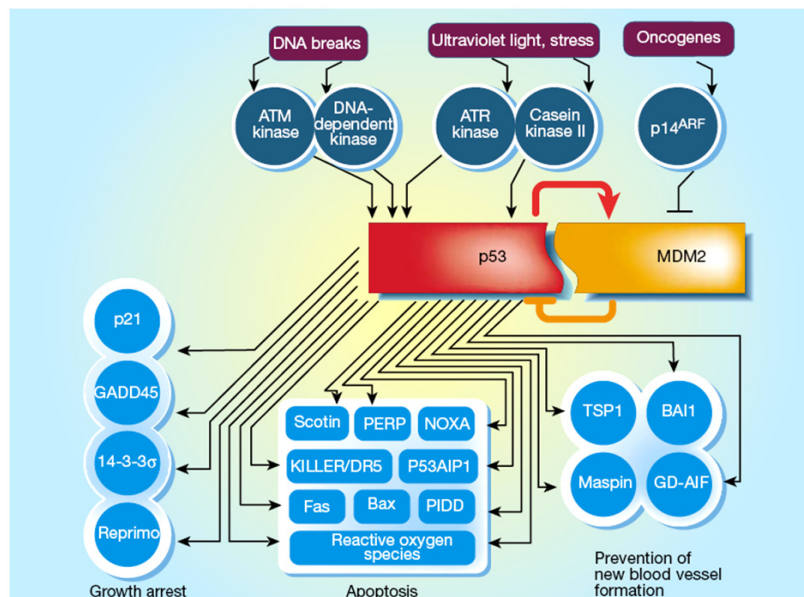 DNA breaks
Ultraviolet light, stress
Oncogenes
ATM
kinase
DNA-
dependent
kinase
ATR
kinase
Casein
kinase II
p14ARF
p53
MDM2
p21
GADD45
14-3-3σ
Reprimo
Growth arrest
Scotin
PERP
NOXA
KILLER/DR5
P53AIP1
Fas
Bax
PIDD
Reactive oxygen
species
Apoptosis
TSP1
BAI1
Maspin
GD-AIF
Prevention of
new blood vessel
formation